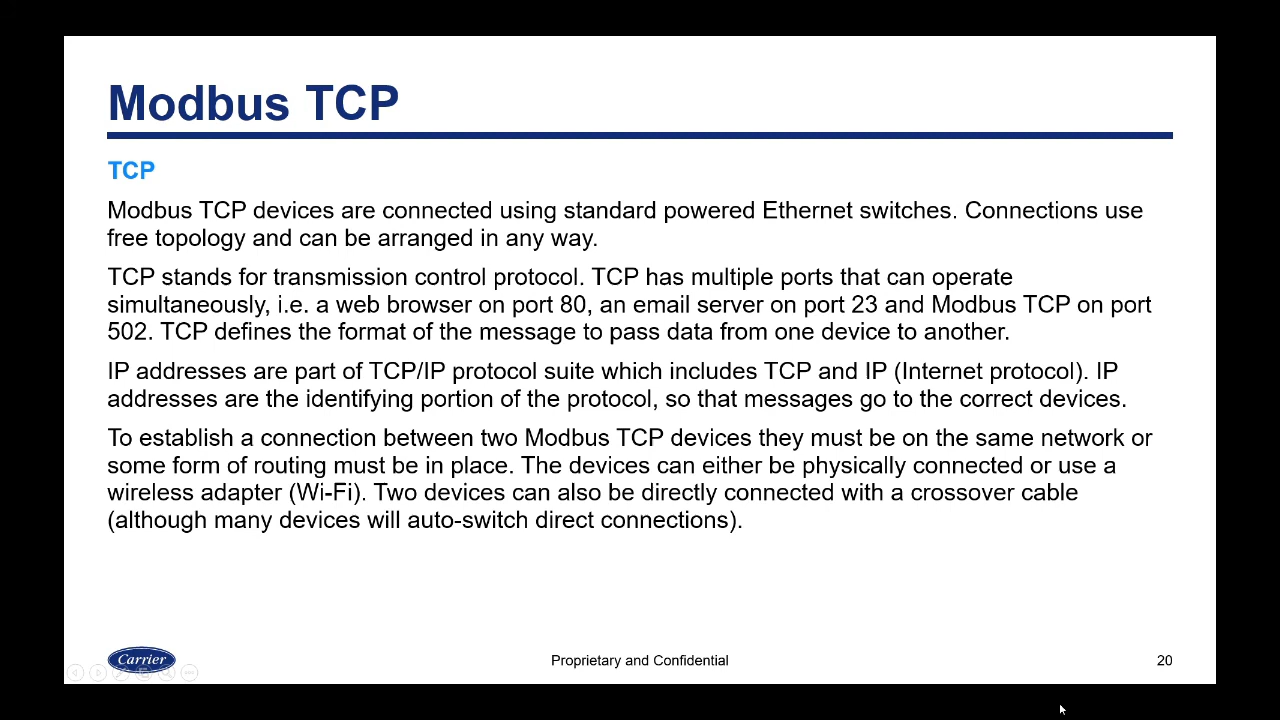 Modbus TCP
TCP
Modbus TCP devices are connected using standard powered Ethernet switches. Connections use
free topology and can be arranged in any way.
TCP stands for transmission control protocol. TCP has multiple ports that can operate
simultaneously, i.e. a web browser on port 80, an email server on port 23 and Modbus TCP on port
502. TCP defines the format of the message to pass data from one device to another.
IP addresses are part of TCP/IP protocol suite which includes TCP and IP (Internet protocol). IP
addresses are the identifying portion of the protocol, so that messages go to the correct devices.
To establish a connection between two Modbus TCP devices they must be on the same network or
some form of routing must be in place. The devices can either be physically connected or use a
wireless adapter (Wi-Fi). Two devices can also be directly connected with a crossover cable
(although many devices will auto-switch direct connections).
Carrier
Proprietary and Confidential
20